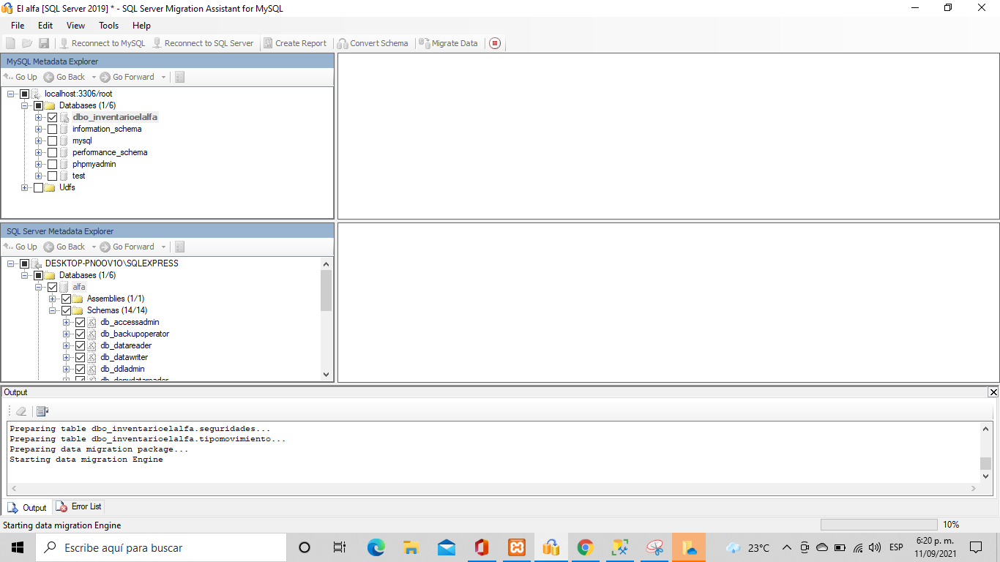 El alfa [SQL Server 2019] * - SQL Server Migration Assistant for MySQL
File Edit View Tools Help
Reconnect to MySQL Reconnect to SQL Server Create Report Convert Schema Migrate Data
MySQL Metadata Explorer
Go Up Go Back Go Forward
localhost:3306/root
Databases (1/6)
dbo_inventarioelalfa
information_schema
mysql
performance_schema
phpmyadmin
test
Udfs
SQL Server Metadata Explorer
Go Up Go Back Go Forward
DESKTOP-PNOOV1O\SQLEXPRESS
Databases (1/6)
alfa
Assemblies (1/1)
Schemas (14/14)
db_accessadmin
db_backupoperator
db_datareader
db_datawriter
db_ddladmin
db_denydatareader
Output
Preparing table dbo_inventarioelalfa.seguridades...
Preparing table dbo_inventarioelalfa.tipomovimiento...
Preparing data migration package...
Starting data migration Engine
Output Error List
Starting data migration Engine 10%
Escribe aquí para buscar 23°C ESP 6:20 p. m.
11/09/2021